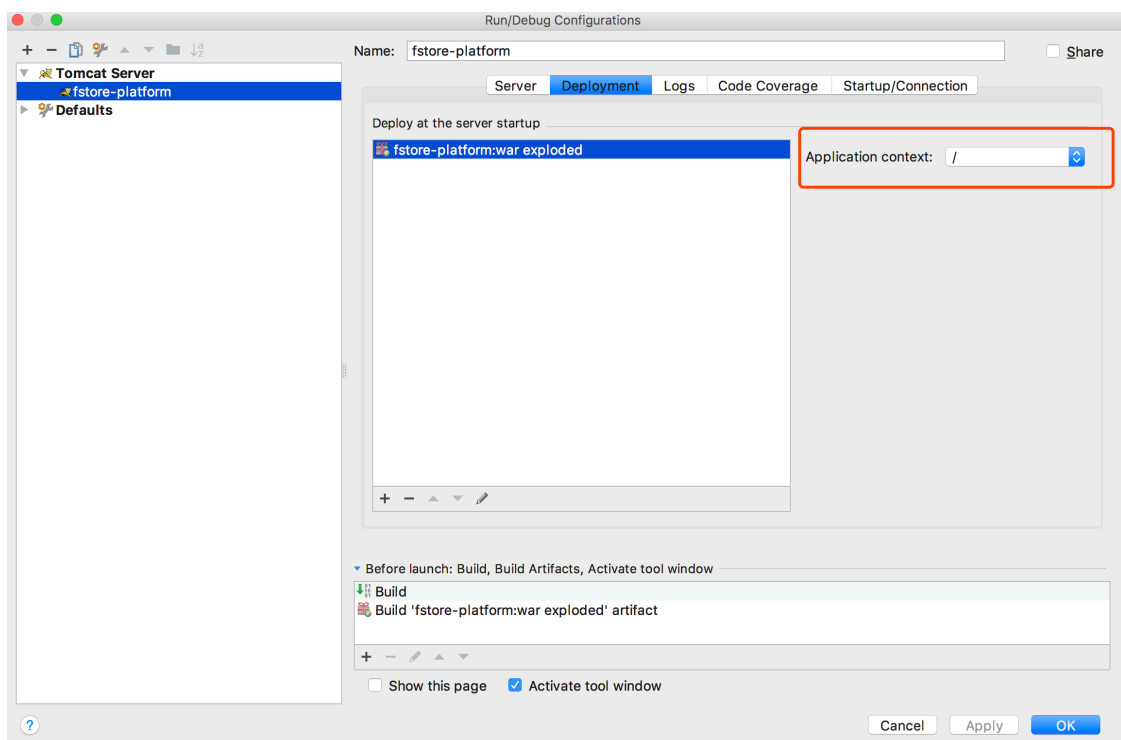 Run/Debug Configurations
Name: fstore-platform
Share
Tomcat Server
fstore-platform
Defaults
Server Deployment Logs Code Coverage Startup/Connection
Deploy at the server startup
fstore-platform:war exploded
Application context: /
Before launch: Build, Build Artifacts, Activate tool window
Build
Build 'fstore-platform:war exploded' artifact
Show this page Activate tool window
? Cancel Apply OK